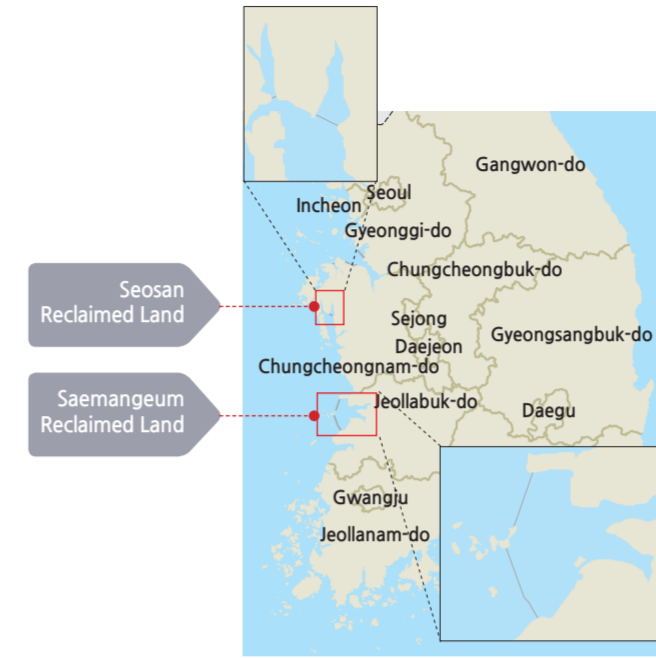 Gangwon-do
Seoul
Incheon
Gyeonggi-do
Chungcheongbuk-do
Seosan
Reclaimed Land
Sejong
Gyeongsangbuk-do
Daejeon
Chungcheongnam-do
Saemangeum
Reclaimed Land
Jeollabuk-do
Daegu
Gwangju
Jeollanam-do